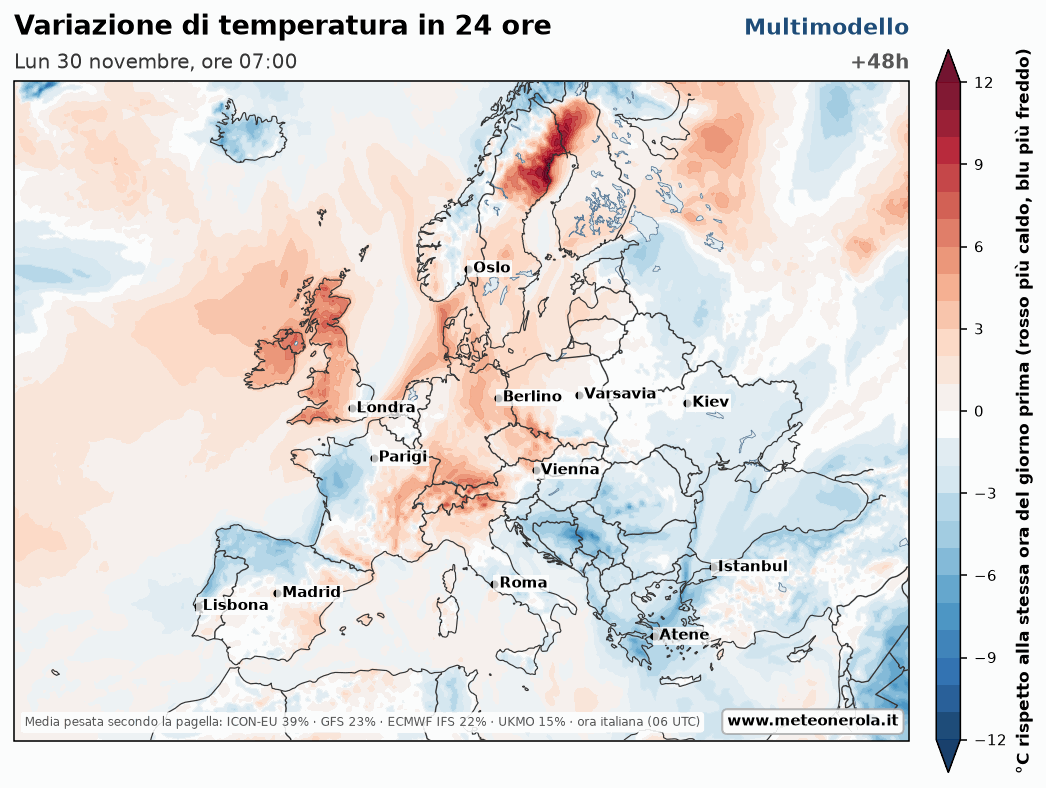 Variazione di temperatura in 24 ore
Multimodello
Lun 30 novembre, ore 07:00
+48h
Oslo
Londra
Berlino
Varsavia
Kiev
Parigi
Vienna
Istanbul
Roma
Madrid
Lisbona
Atene
Media pesata secondo la pagella: ICON-EU 39% · GFS 23% · ECMWF IFS 22% · UKMO 15% · ora italiana (06 UTC)
www.meteonerola.it
12
9
6
3
0
−3
−6
−9
−12
°C rispetto alla stessa ora del giorno prima (rosso più caldo, blu più freddo)